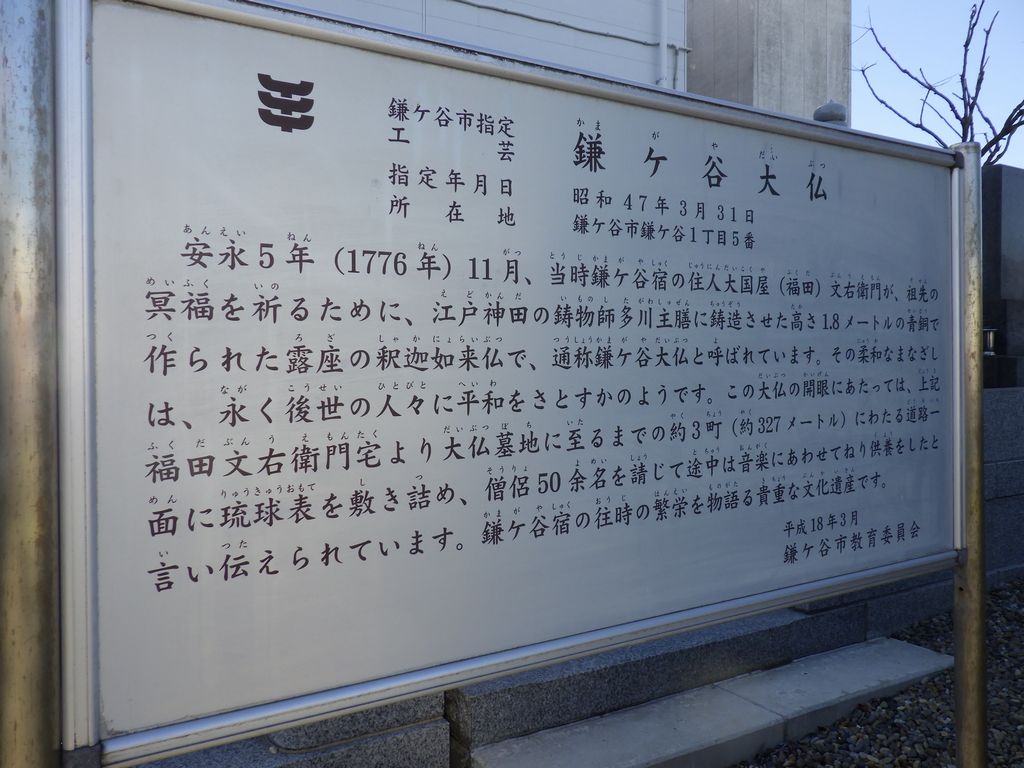 鎌ケ谷市指定
工芸
鎌ケ谷大仏
指定年月日 昭和47年3月31日
所在地 鎌ケ谷市鎌ケ谷1丁目5番
安永5年（1776年）11月、当時鎌ケ谷宿の住人大国屋（福田）文右衛門が、祖先の
冥福を祈るために、江戸神田の鋳物師多川主膳に鋳造させた高さ1.8メートルの青銅で
作られた露座の釈迦如来仏で、通称鎌ケ谷大仏と呼ばれています。その柔和なまなざし
は、永く後世の人々に平和をさとすかのようです。この大仏の開眼にあたっては、上記
福田文右衛門宅より大仏墓地に至るまでの約3町（約327メートル）にわたる道路一
面に琉球表を敷き詰め、僧侶50余名を請じて途中は音楽にあわせてねり供養をしたと
言い伝えられています。鎌ケ谷宿の往時の繁栄を物語る貴重な文化遺産です。
平成18年3月
鎌ケ谷市教育委員会